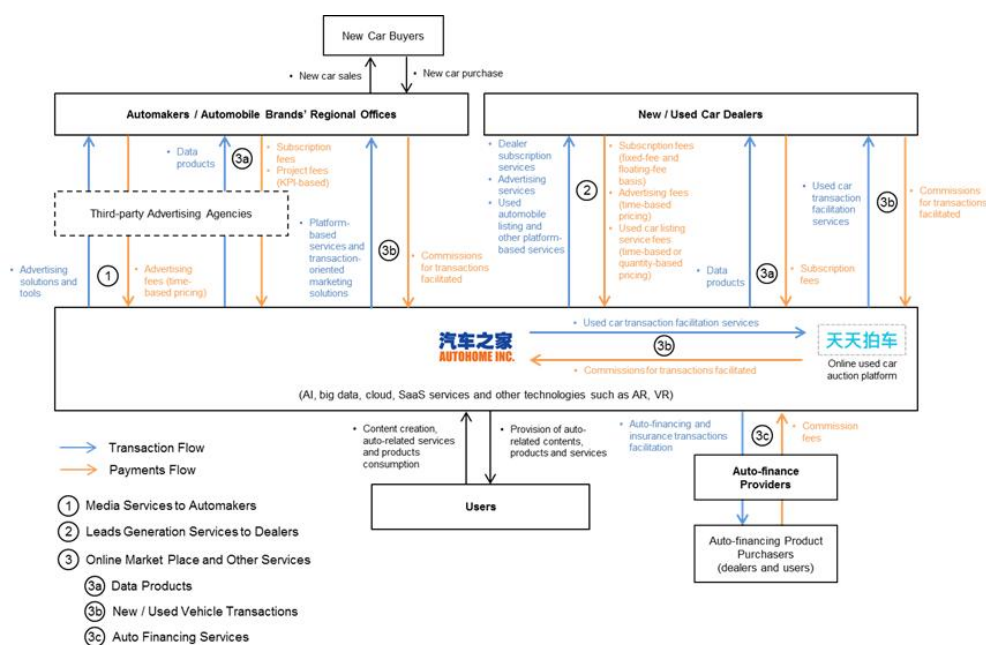 New Car Buyers
• New car sales
• New car purchase
Automakers / Automobile Brands' Regional Offices
New / Used Car Dealers
• Data
products
3a
• Subscription
fees
• Project fees
(KPI-based)
Third-party Advertising Agencies
• Advertising
solutions and
tools
1
• Advertising
fees (time-
based pricing)
• Platform-
based services
and
transaction-
oriented
marketing
solutions
3b
• Commissions
for transactions
facilitated
• Dealer
subscription
services
• Advertising
services
• Used
automobile
listing and
other platform-
based services
2
• Subscription fees
(fixed-fee and
floating-fee
basis)
• Advertising fees
(time-based
pricing)
• Used car listing
service fees
(time-based or
quantity-based
pricing)
• Data
products
3a
• Subscription
fees
• Used car
transaction
facilitation
services
3b
• Commissions
for transactions
facilitated
汽车之家
AUTOHOME INC.
• Used car transaction facilitation services
3b
• Commissions for transactions facilitated
天天拍车
Online used car
auction platform
(AI, big data, cloud, SaaS services and other technologies such as AR, VR)
• Content creation,
auto-related services
and products
consumption
• Provision of auto-
related contents,
products and services
Users
• Auto-financing and
insurance transactions
facilitation
3c
• Commission
fees
Auto-finance
Providers
Auto-financing Product
Purchasers
(dealers and users)
Transaction Flow
Payments Flow
1 Media Services to Automakers
2 Leads Generation Services to Dealers
3 Online Market Place and Other Services
3a Data Products
3b New / Used Vehicle Transactions
3c Auto Financing Services